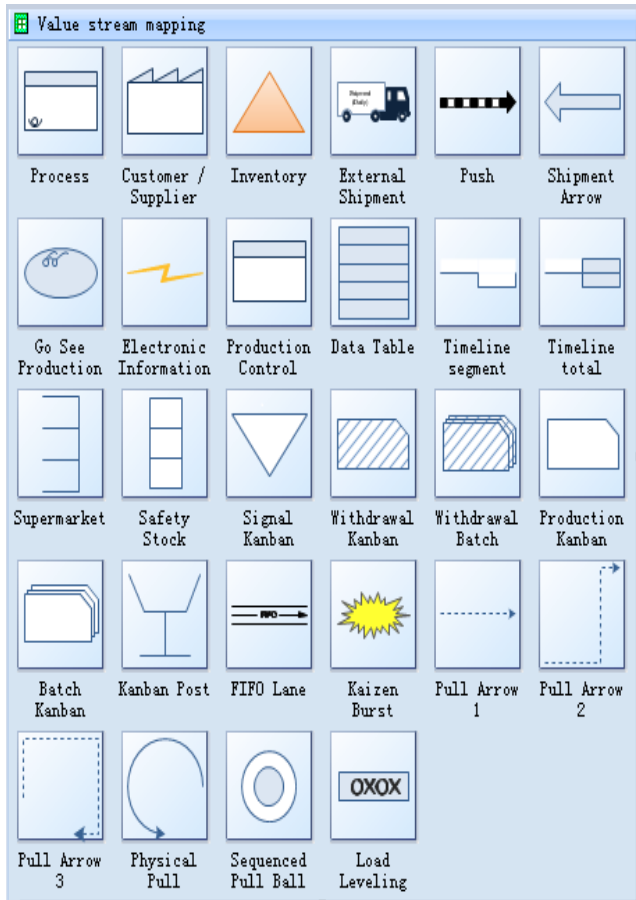 Value stream mapping
Shipment
(Daily)
Process
Customer /
Supplier
Inventory
External
Shipment
Push
Shipment
Arrow
Go See
Production
Electronic
Information
Production
Control
Data Table
Timeline
segment
Timeline
total
Supermarket
Safety
Stock
Signal
Kanban
Withdrawal
Kanban
Withdrawal
Batch
Production
Kanban
FIFO
Batch
Kanban
Kanban Post
FIFO Lane
Kaizen
Burst
Pull Arrow
1
Pull Arrow
2
OXOX
Pull Arrow
3
Physical
Pull
Sequenced
Pull Ball
Load
Leveling